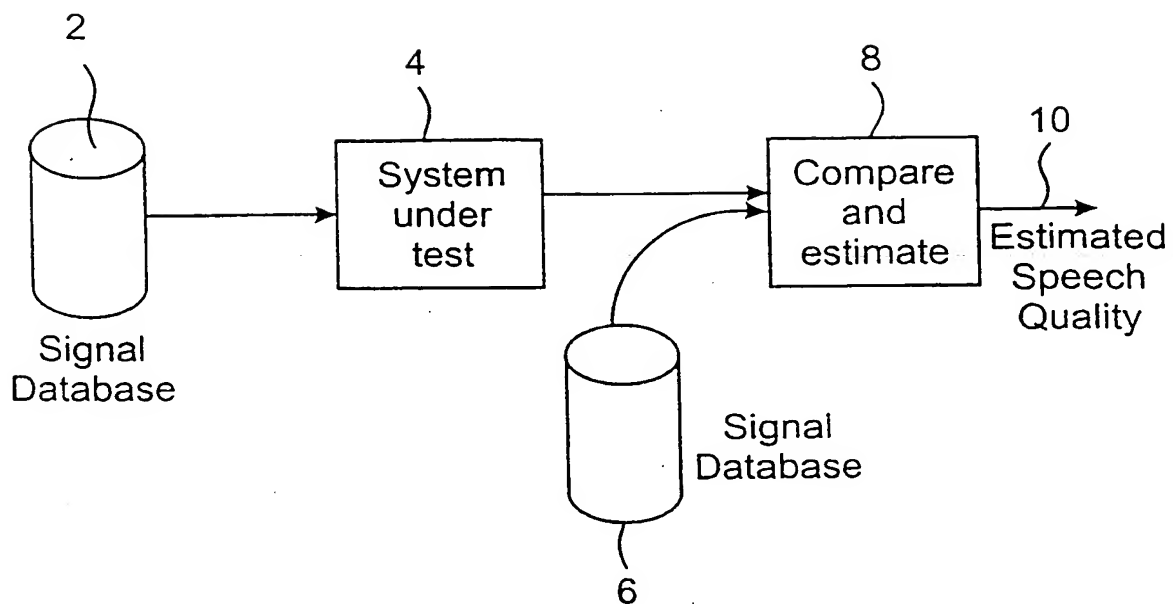 2
4
8
10
System
under
test
Compare
and
estimate
Estimated
Speech
Quality
Signal
Database
Signal
Database
6